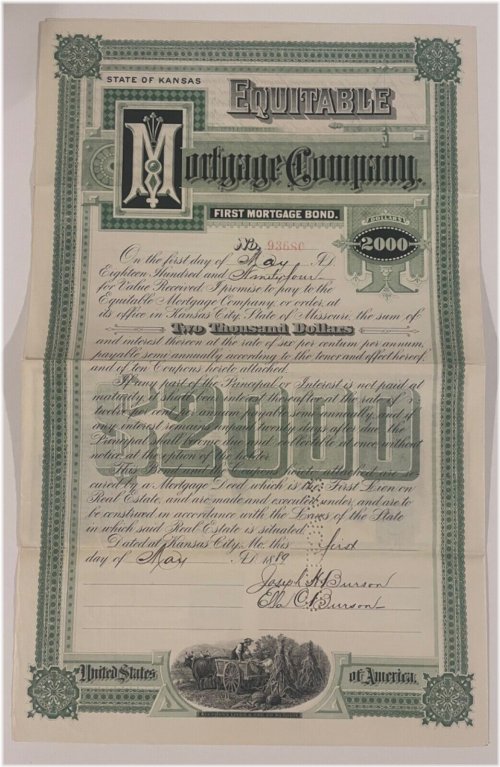 STATE OF KANSAS
EQUITABLE
Mortgage Company.
FIRST MORTGAGE BOND.
DOLLARS
2000
No. 93680
On the first day of May A.D.
Eighteen Hundred and Ninety four
for Value Received I promise to pay to the
Equitable Mortgage Company, or order, at
its office in Kansas City, State of Missouri, the sum of
Two Thousand Dollars
and interest thereon at the rate of six per centum per annum,
payable semi annually according to the tenor and effect hereof,
and of ten Coupons hereto attached.
If any part of the Principal or Interest is not paid at
maturity it shall bear interest thereafter at the rate of
twelve per cent per annum payable semi annually, and if
any interest remains unpaid twenty days after due the
Principal shall become due and collectible at once, without
notice at the option of the holder.
$2000
This Bond and the Coupons hereto attached are
secured by a Mortgage Deed which is the First Lien on
Real Estate, and are made and executed under, and are to
be construed in accordance with the Laws of the State
in which said Real Estate is situated.
Dated at Kansas City, Mo. this first
day of May A.D. 1889
Joseph H Burson
Ella C Burson
United States
of America.